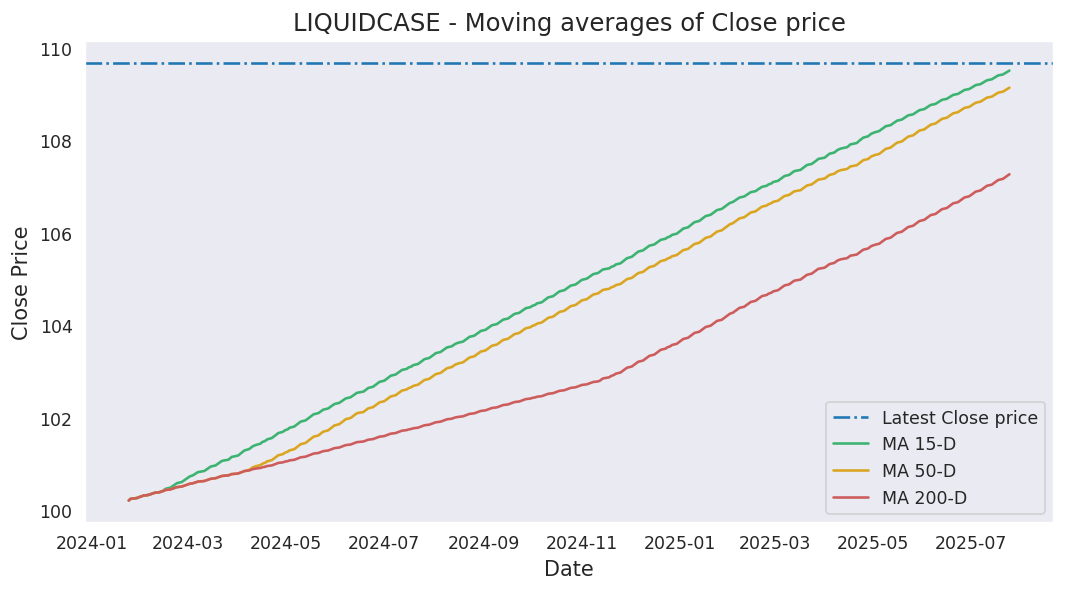 LIQUIDCASE - Moving averages of Close price
110
108
106
104
102
100
Close Price
2024-01 2024-03 2024-05 2024-07 2024-09 2024-11 2025-01 2025-03 2025-05 2025-07
Date
Latest Close price
MA 15-D
MA 50-D
MA 200-D